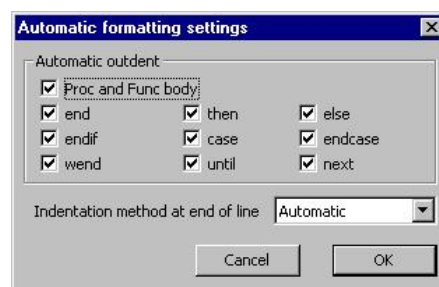 Automatic formatting settings
Automatic outdent
Proc and Func body
end then else
endif case endcase
wend until next
Indentation method at end of line Automatic
Cancel OK